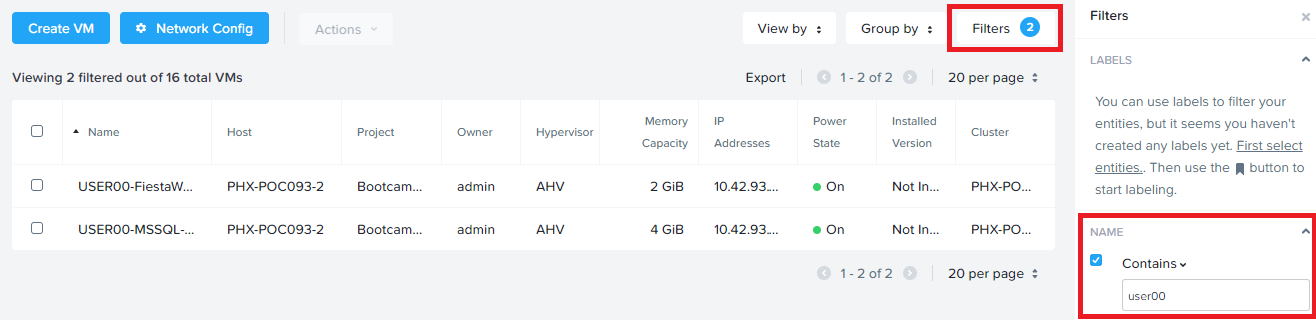 Create VM Network Config Actions View by Group by Filters 2
Viewing 2 filtered out of 16 total VMs Export 1 - 2 of 2 20 per page
Name Host Project Owner Hypervisor Memory Capacity IP Addresses Power State Installed Version Cluster
USER00-FiestaW... PHX-POC093-2 Bootcam... admin AHV 2 GiB 10.42.93.... On Not In... PHX-PO...
USER00-MSSQL-... PHX-POC093-2 Bootcam... admin AHV 4 GiB 10.42.93.... On Not In... PHX-PO...
1 - 2 of 2 20 per page
Filters
LABELS
You can use labels to filter your
entities, but it seems you haven't
created any labels yet. First select
entities.. Then use the button to
start labeling.
NAME
Contains
user00